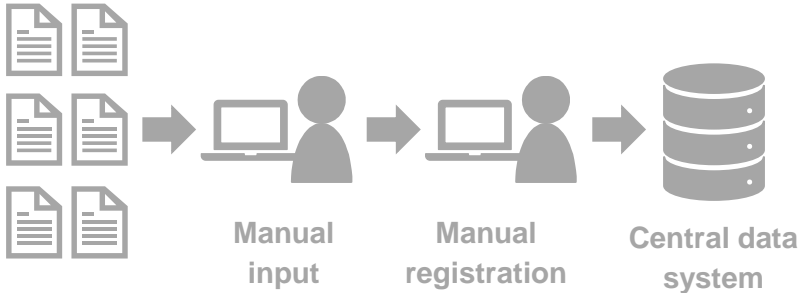 Manual
input
Manual
registration
Central data
system